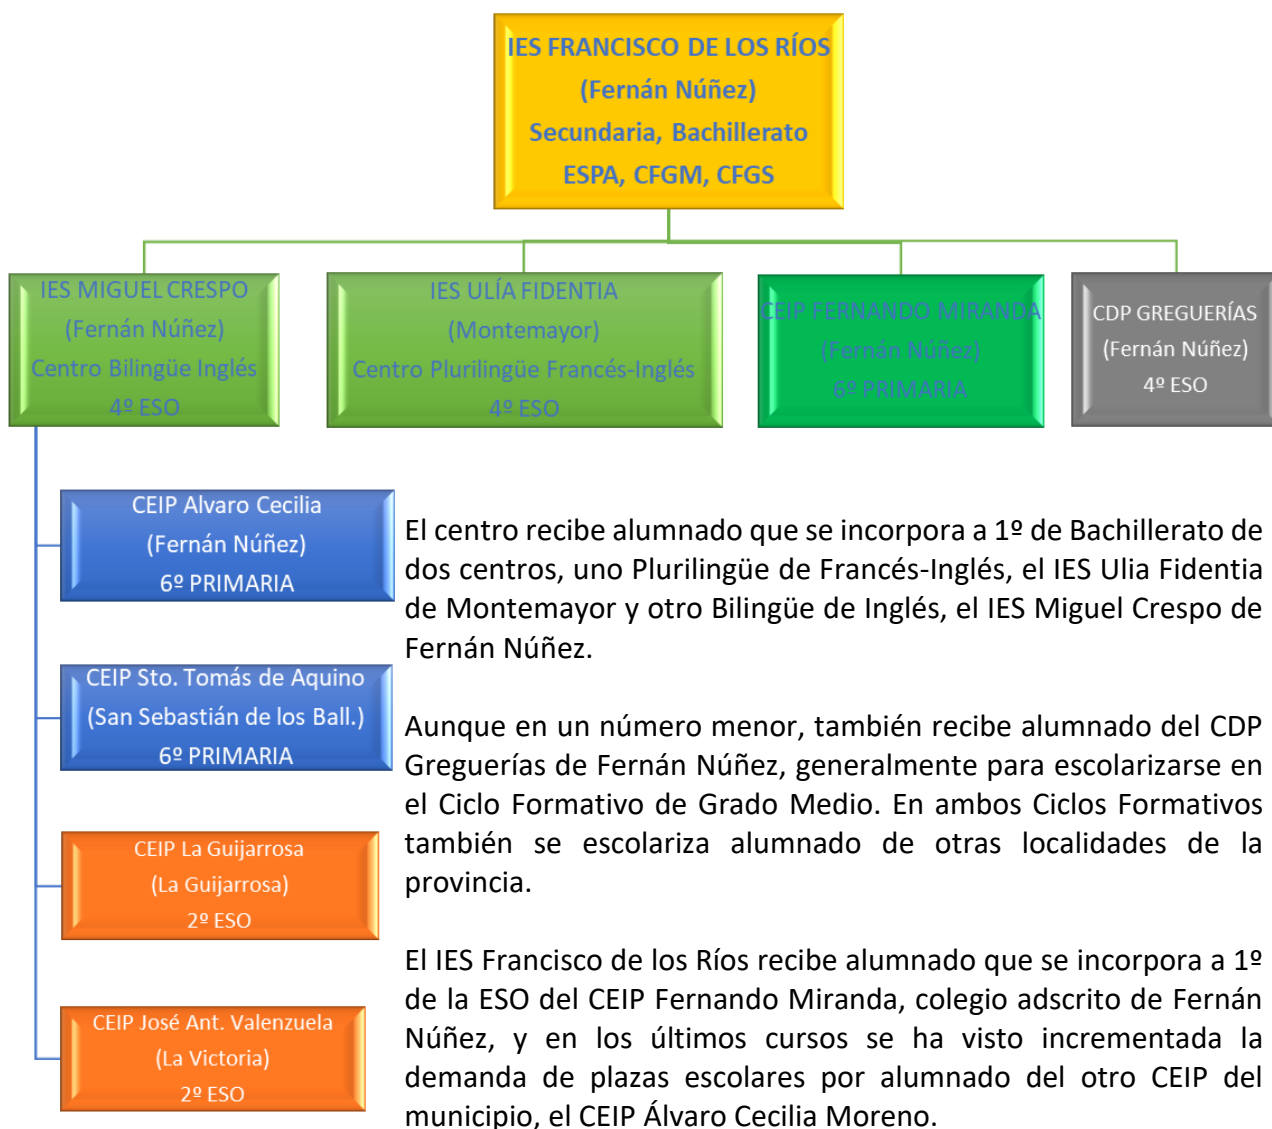 IES FRANCISCO DE LOS RÍOS
(Fernán Núñez)
Secundaria, Bachillerato
ESPA, CFGM, CFGS
IES MIGUEL CRESPO
(Fernán Núñez)
Centro Bilingüe Inglés
4º ESO
IES ULÍA FIDENTIA
(Montemayor)
Centro Plurilingüe Francés-Inglés
4º ESO
CEIP FERNANDO MIRANDA
(Fernán Núñez)
6º PRIMARIA
CDP GREGUERÍAS
(Fernán Núñez)
4º ESO
CEIP Alvaro Cecilia
(Fernán Núñez)
6º PRIMARIA
CEIP Sto. Tomás de Aquino
(San Sebastián de los Ball.)
6º PRIMARIA
CEIP La Guijarrosa
(La Guijarrosa)
2º ESO
CEIP José Ant. Valenzuela
(La Victoria)
2º ESO
El centro recibe alumnado que se incorpora a 1º de Bachillerato de
dos centros, uno Plurilingüe de Francés-Inglés, el IES Ulia Fidentia
de Montemayor y otro Bilingüe de Inglés, el IES Miguel Crespo de
Fernán Núñez.
Aunque en un número menor, también recibe alumnado del CDP
Greguerías de Fernán Núñez, generalmente para escolarizarse en
el Ciclo Formativo de Grado Medio. En ambos Ciclos Formativos
también se escolariza alumnado de otras localidades de la
provincia.
El IES Francisco de los Ríos recibe alumnado que se incorpora a 1º
de la ESO del CEIP Fernando Miranda, colegio adscrito de Fernán
Núñez, y en los últimos cursos se ha visto incrementada la
demanda de plazas escolares por alumnado del otro CEIP del
municipio, el CEIP Álvaro Cecilia Moreno.